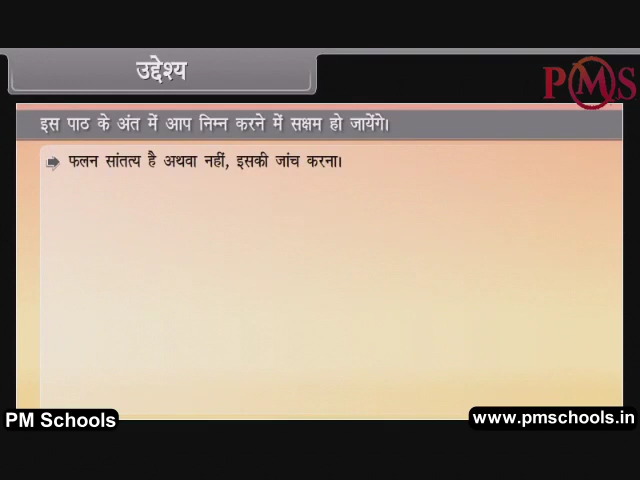 उद्देश्य
PMS
इस पाठ के अंत में आप निम्न करने में सक्षम हो जायेंगे।
फलन सांतत्य है अथवा नहीं, इसकी जांच करना।
PM Schools
www.pmschools.in